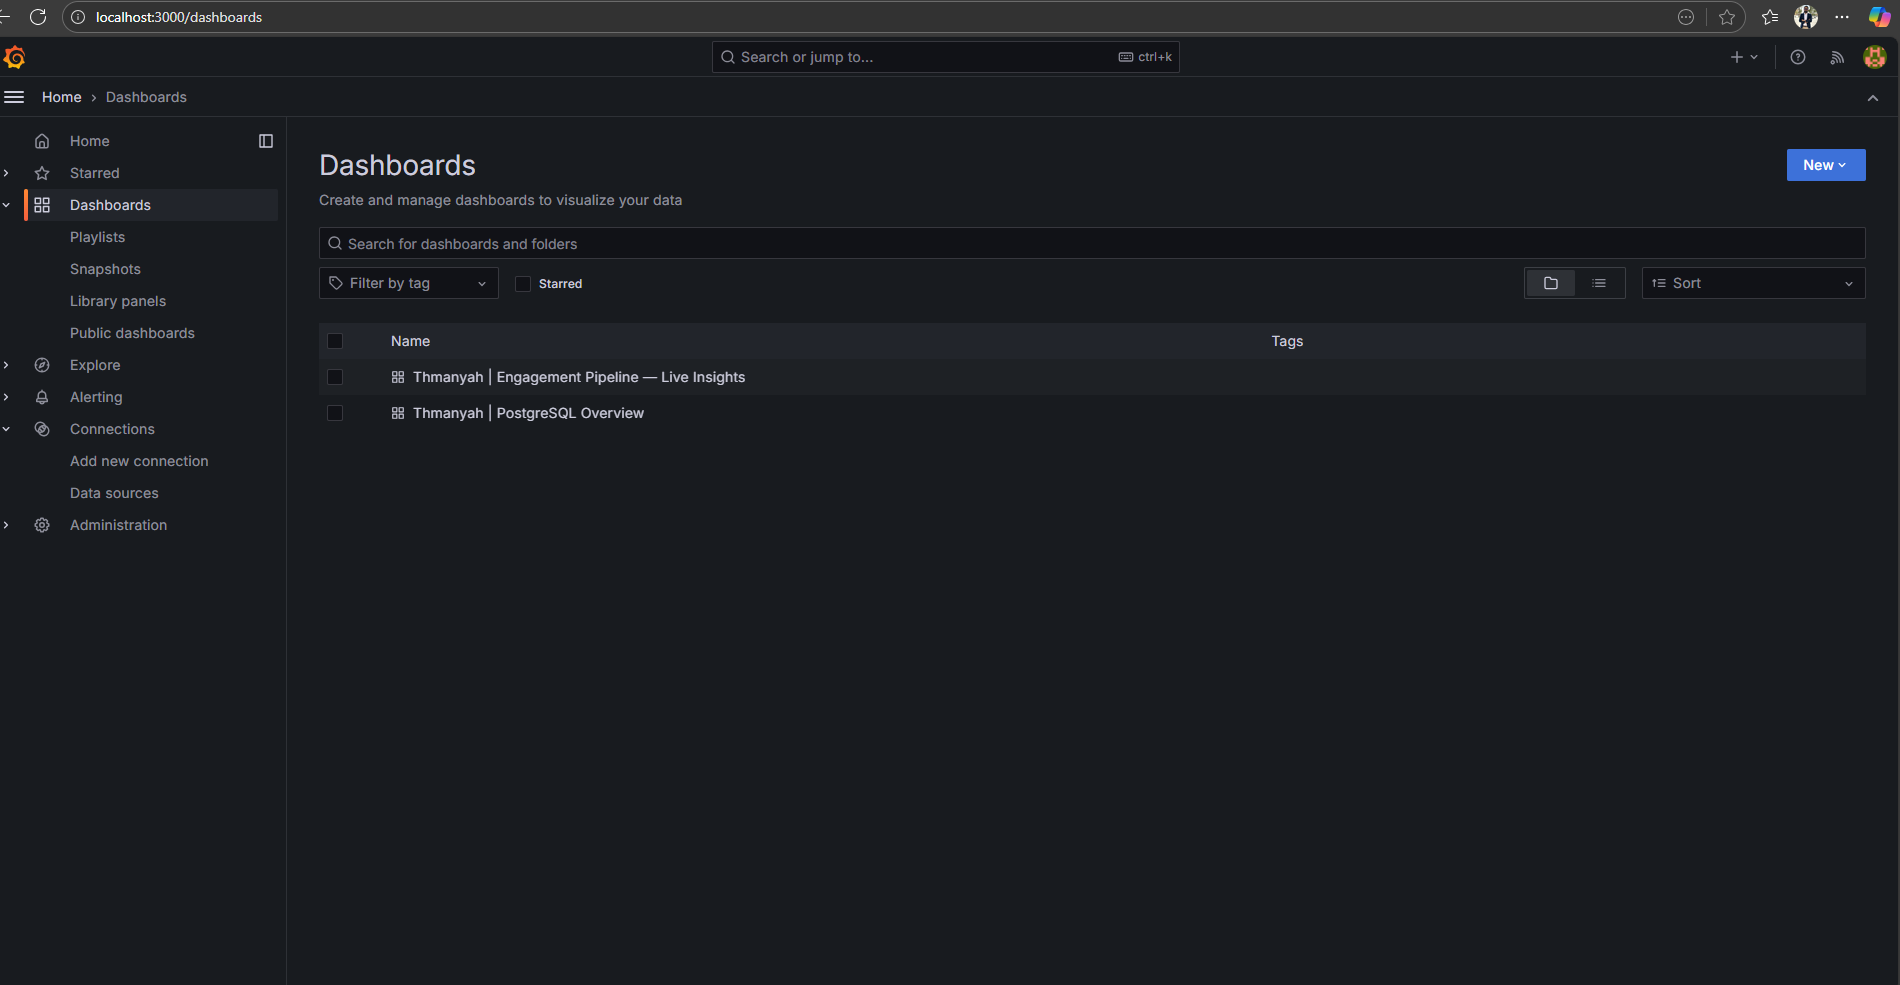 localhost:3000/dashboards
Search or jump to...
ctrl+k
Home › Dashboards
Home
Starred
Dashboards
Playlists
Snapshots
Library panels
Public dashboards
Explore
Alerting
Connections
Add new connection
Data sources
Administration
Dashboards
New
Create and manage dashboards to visualize your data
Search for dashboards and folders
Filter by tag
Starred
Sort
Name Tags
Thmanyah | Engagement Pipeline — Live Insights
Thmanyah | PostgreSQL Overview